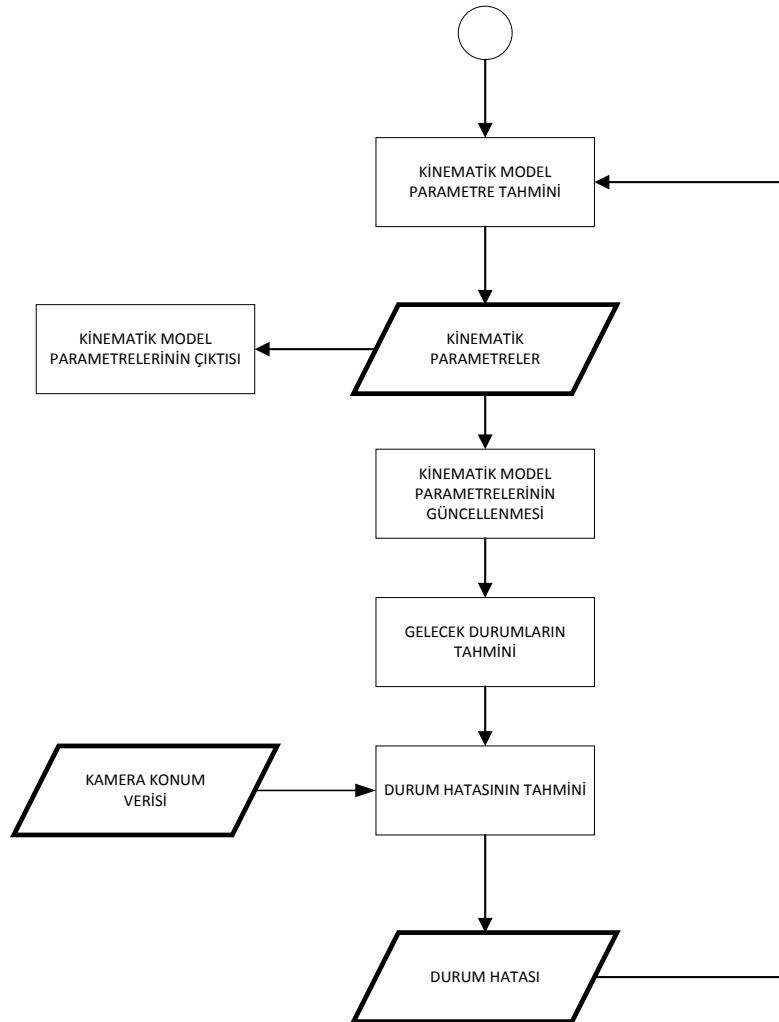 KİNEMATİK MODEL
PARAMETRE TAHMİNİ
KİNEMATİK MODEL
PARAMETRELERİNİN ÇIKTISI
KİNEMATİK
PARAMETRELER
KİNEMATİK MODEL
PARAMETRELERİNİN
GÜNCELLENMESİ
GELECEK DURUMLARIN
TAHMİNİ
KAMERA KONUM
VERİSİ
DURUM HATASININ TAHMİNİ
DURUM HATASI